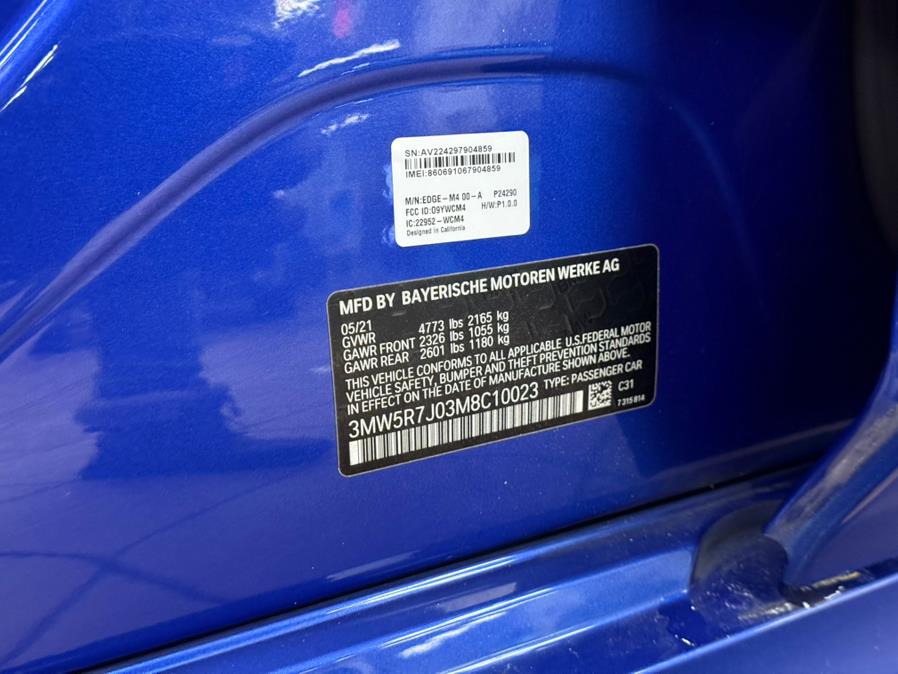 SN:AV224297904859
IMEI:860691067904859
M/N:EDGE-M4 00-A P24290
FCC ID:O9YWCM4 H/W:P1.0.0
IC:22952-WCM4
Designed in California
MFD BY BAYERISCHE MOTOREN WERKE AG
05/21
GVWR 4773 lbs 2165 kg
GAWR FRONT 2326 lbs 1055 kg
GAWR REAR 2601 lbs 1180 kg
THIS VEHICLE CONFORMS TO ALL APPLICABLE U.S.FEDERAL MOTOR
VEHICLE SAFETY, BUMPER AND THEFT PREVENTION STANDARDS
IN EFFECT ON THE DATE OF MANUFACTURE SHOWN ABOVE.
3MW5R7J03M8C10023 TYPE: PASSENGER CAR
C31
7 315 814